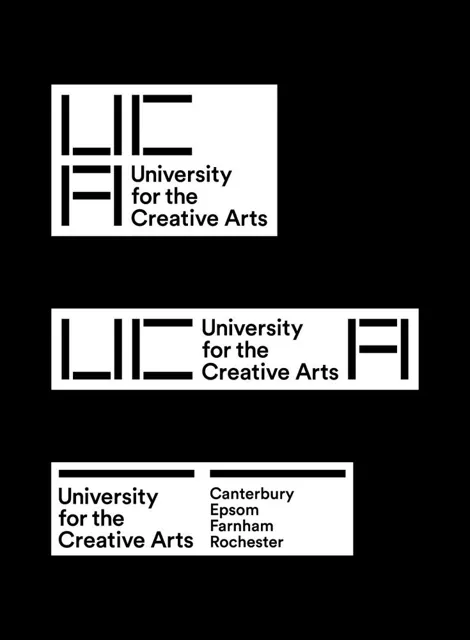 UC
A
University
for the
Creative Arts
UC
University
for the
Creative Arts
A
University
for the
Creative Arts
Canterbury
Epsom
Farnham
Rochester